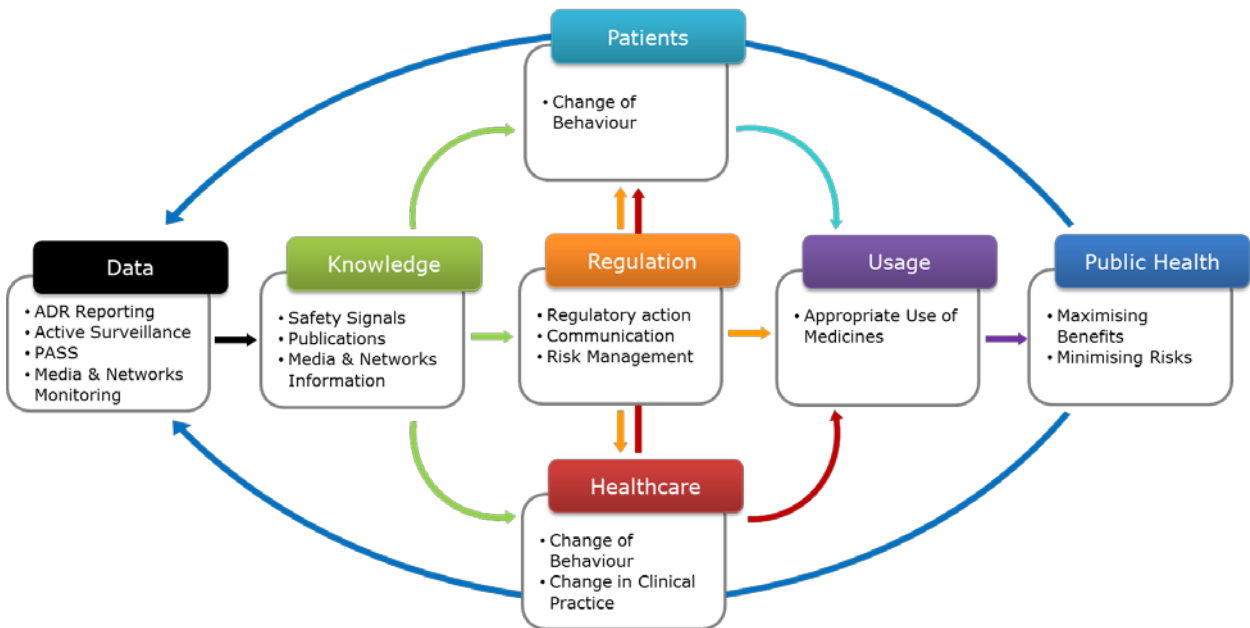 Patients
• Change of
Behaviour
Data
• ADR Reporting
• Active Surveillance
• PASS
• Media & Networks
Monitoring
Knowledge
• Safety Signals
• Publications
• Media & Networks
Information
Regulation
• Regulatory action
• Communication
• Risk Management
Usage
• Appropriate Use of
Medicines
Public Health
• Maximising
Benefits
• Minimising Risks
Healthcare
• Change of
Behaviour
• Change in Clinical
Practice